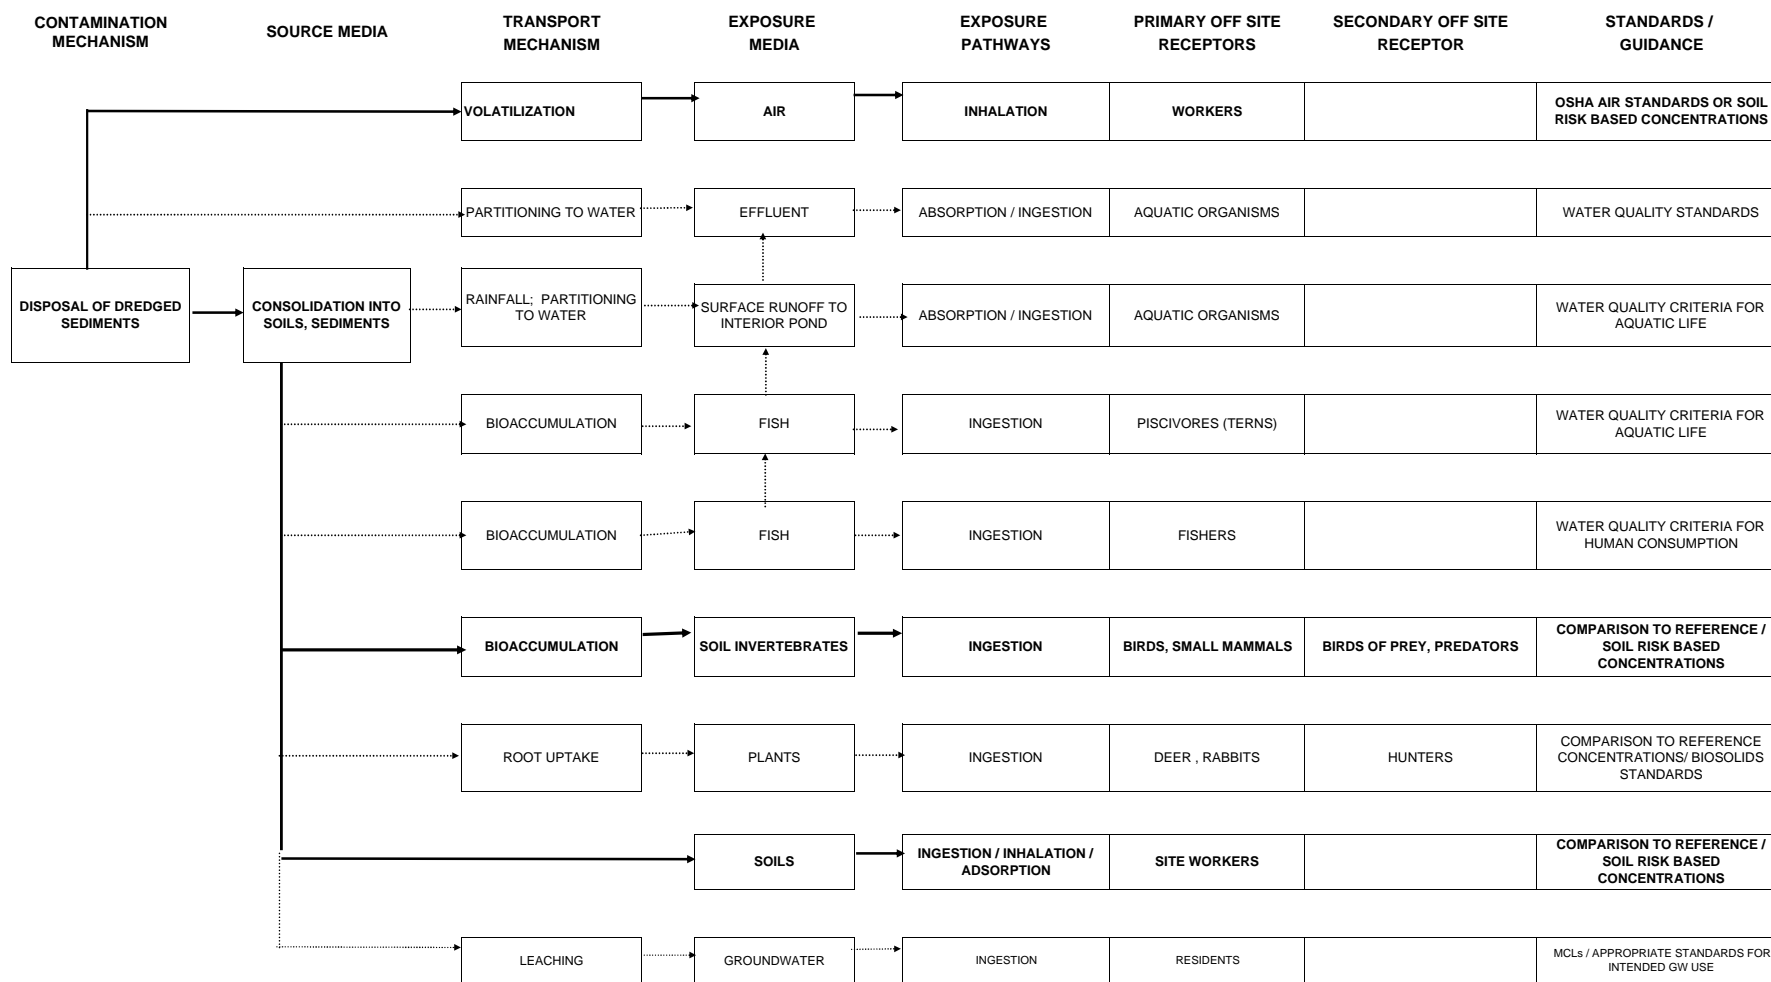 CONTAMINATION
MECHANISM
SOURCE MEDIA
TRANSPORT
MECHANISM
EXPOSURE
MEDIA
EXPOSURE
PATHWAYS
PRIMARY OFF SITE
RECEPTORS
SECONDARY OFF SITE
RECEPTOR
STANDARDS /
GUIDANCE
VOLATILIZATION
AIR
INHALATION
WORKERS
OSHA AIR STANDARDS OR SOIL
RISK BASED CONCENTRATIONS
PARTITIONING TO WATER
EFFLUENT
ABSORPTION / INGESTION
AQUATIC ORGANISMS
WATER QUALITY STANDARDS
DISPOSAL OF DREDGED
SEDIMENTS
CONSOLIDATION INTO
SOILS, SEDIMENTS
RAINFALL; PARTITIONING
TO WATER
SURFACE RUNOFF TO
INTERIOR POND
ABSORPTION / INGESTION
AQUATIC ORGANISMS
WATER QUALITY CRITERIA FOR
AQUATIC LIFE
BIOACCUMULATION
FISH
INGESTION
PISCIVORES (TERNS)
WATER QUALITY CRITERIA FOR
AQUATIC LIFE
BIOACCUMULATION
FISH
INGESTION
FISHERS
WATER QUALITY CRITERIA FOR
HUMAN CONSUMPTION
BIOACCUMULATION
SOIL INVERTEBRATES
INGESTION
BIRDS, SMALL MAMMALS
BIRDS OF PREY, PREDATORS
COMPARISON TO REFERENCE /
SOIL RISK BASED
CONCENTRATIONS
ROOT UPTAKE
PLANTS
INGESTION
DEER , RABBITS
HUNTERS
COMPARISON TO REFERENCE
CONCENTRATIONS/ BIOSOLIDS
STANDARDS
SOILS
INGESTION / INHALATION /
ADSORPTION
SITE WORKERS
COMPARISON TO REFERENCE /
SOIL RISK BASED
CONCENTRATIONS
LEACHING
GROUNDWATER
INGESTION
RESIDENTS
MCLs / APPROPRIATE STANDARDS FOR
INTENDED GW USE